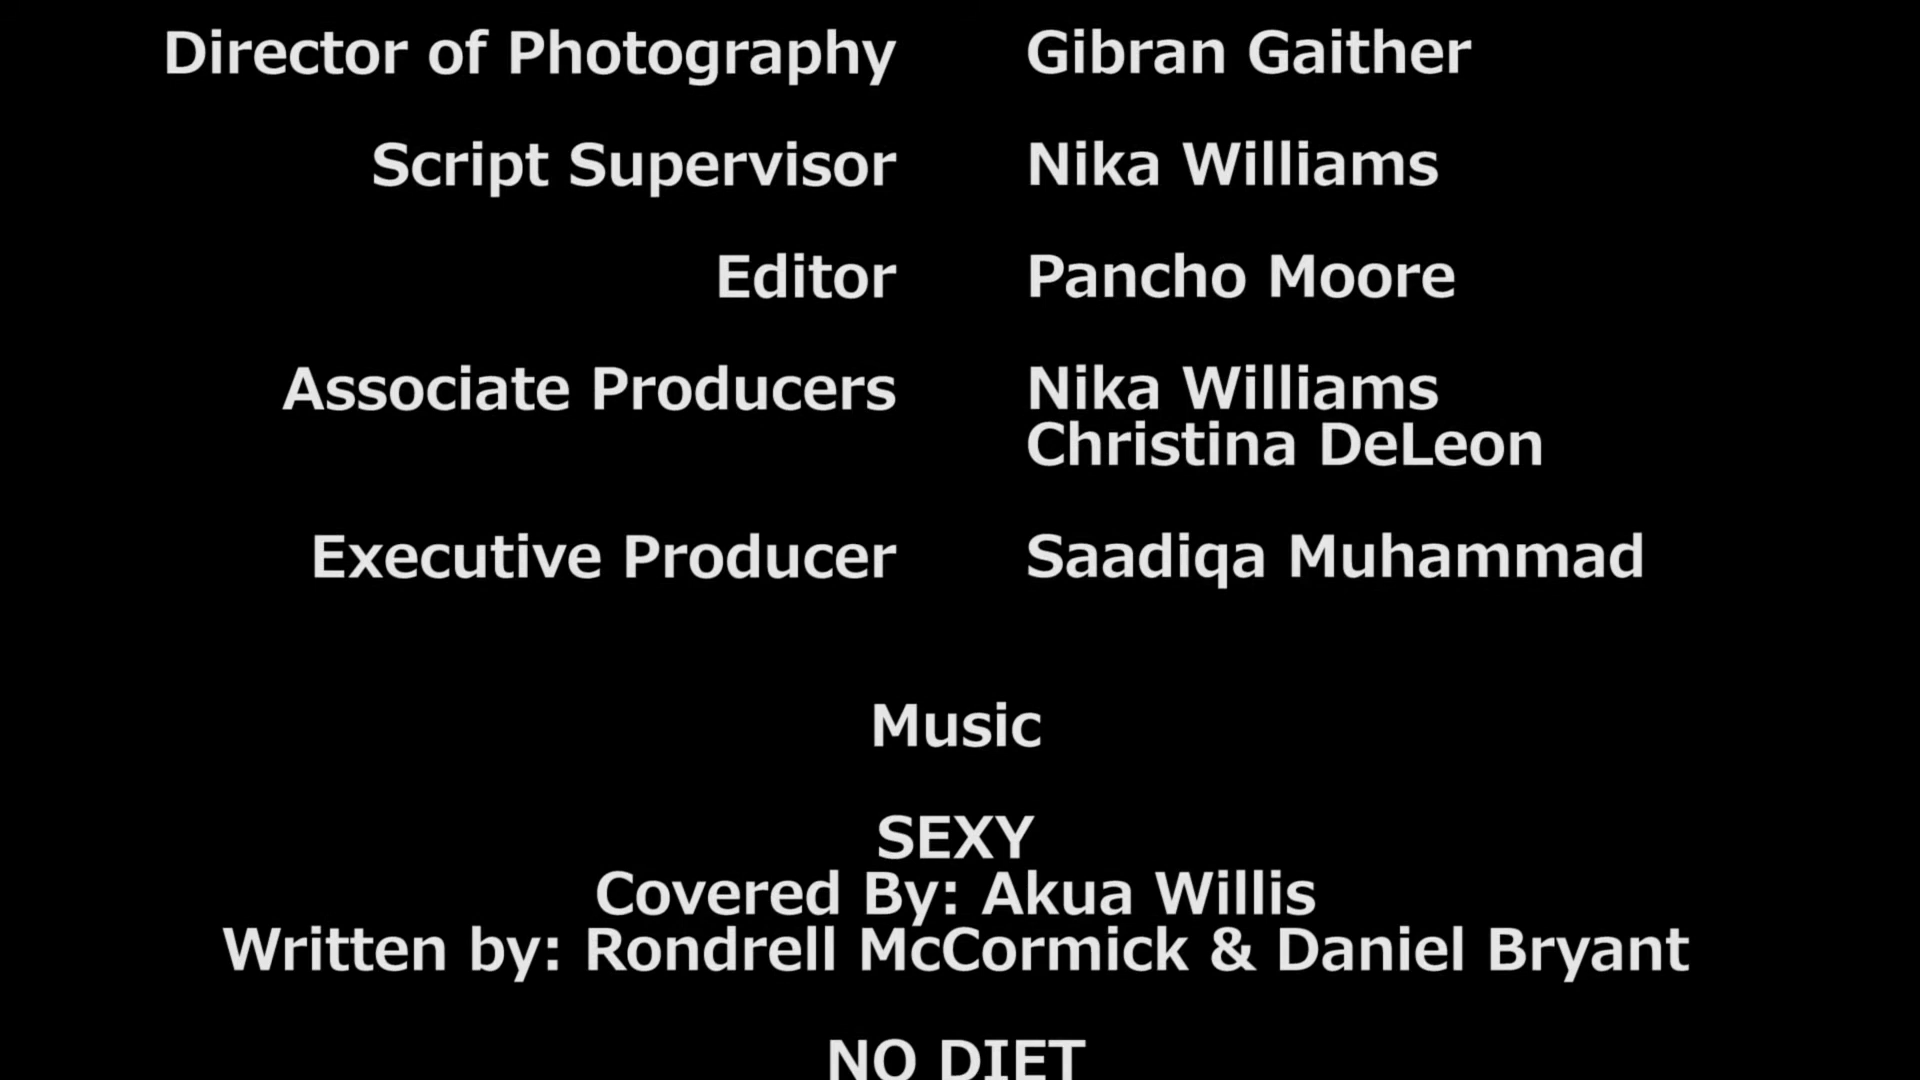 Director of Photography Gibran Gaither
Script Supervisor Nika Williams
Editor Pancho Moore
Associate Producers Nika Williams
Christina DeLeon
Executive Producer Saadiqa Muhammad
Music
SEXY
Covered By: Akua Willis
Written by: Rondrell McCormick & Daniel Bryant
NO DIET